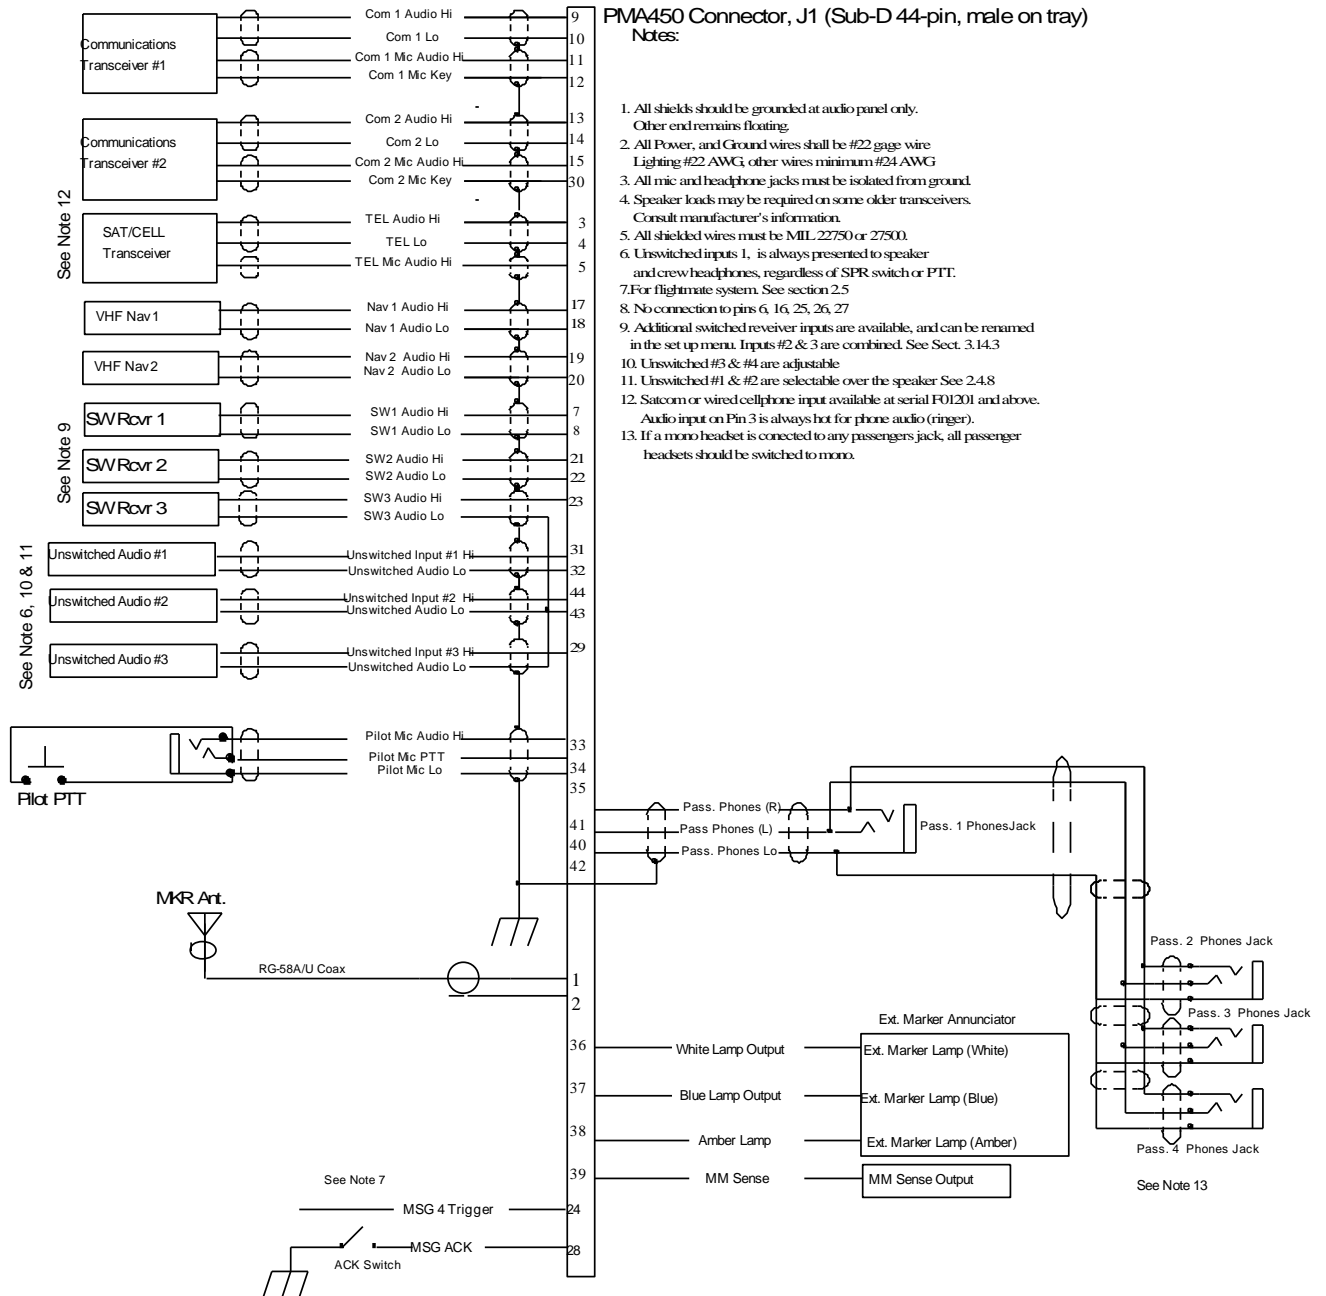 PMA450 Connector, J1 (Sub-D 44-pin, male on tray)
Notes:
1. All shields should be grounded at audio panel only.
Other end remains floating.
2. All Power, and Ground wires shall be #22 gage wire
Lighting #22 AWG, other wires minimum #24 AWG
3. All mic and headphone jacks must be isolated from ground.
4. Speaker loads may be required on some older transceivers.
Consult manufacturer's information.
5. All shielded wires must be MIL 22750 or 27500.
6. Unswitched inputs 1, is always presented to speaker
and crew headphones, regardless of SPR switch or PTT.
7.For flightmate system. See section 2.5
8. No connection to pins 6, 16, 25, 26, 27
9. Additional switched reveiver inputs are available, and can be renamed
in the set up menu. Inputs #2 & 3 are combined. See Sect. 3.14.3
10. Unswitched #3 & #4 are adjustable
11. Unswitched #1 & #2 are selectable over the speaker See 2.4.8
12. Satcom or wired cellphone input available at serial F01201 and above.
Audio input on Pin 3 is always hot for phone audio (ringer).
13. If a mono headset is conected to any passengers jack, all passenger
headsets should be switched to mono.
Communications
Transceiver #1
Com 1 Audio Hi 9
Com 1 Lo 10
Com 1 Mic Audio Hi 11
Com 1 Mic Key 12
Communications
Transceiver #2
Com 2 Audio Hi 13
Com 2 Lo 14
Com 2 Mic Audio Hi 15
Com 2 Mic Key 30
See Note 12
SAT/CELL
Transceiver
TEL Audio Hi 3
TEL Lo 4
TEL Mic Audio Hi 5
VHF Nav1
Nav 1 Audio Hi 17
Nav 1 Audio Lo 18
VHF Nav2
Nav 2 Audio Hi 19
Nav 2 Audio Lo 20
See Note 9
SW Rcvr 1
SW1 Audio Hi 7
SW1 Audio Lo 8
SW Rcvr 2
SW2 Audio Hi 21
SW2 Audio Lo 22
SW Rcvr 3
SW3 Audio Hi 23
SW3 Audio Lo
See Note 6, 10 & 11
Unswitched Audio #1
Unswitched Input #1 Hi 31
Unswitched Audio Lo 32
Unswitched Audio #2
Unswitched Input #2 Hi 44
Unswitched Audio Lo 43
Unswitched Audio #3
Unswitched Input #3 Hi 29
Unswitched Audio Lo
Pilot PTT
Pilot Mic Audio Hi 33
Pilot Mic PTT 34
Pilot Mic Lo 35
41 Pass. Phones (R)
40 Pass Phones (L)
42 Pass. Phones Lo
Pass. 1 PhonesJack
MKR Ant.
RG-58A/U Coax 1
2
Pass. 2 Phones Jack
Pass. 3 Phones Jack
Pass. 4 Phones Jack
See Note 13
Ext. Marker Annunciator
36 White Lamp Output Ext. Marker Lamp (White)
37 Blue Lamp Output Ext. Marker Lamp (Blue)
38 Amber Lamp Ext. Marker Lamp (Amber)
39 MM Sense MM Sense Output
See Note 7
MSG 4 Trigger 24
MSG ACK 28
ACK Switch